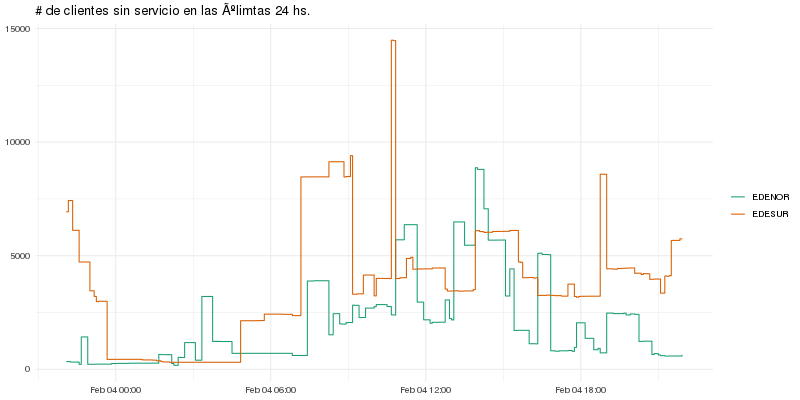 # de clientes sin servicio en las Ãºlimtas 24 hs.
15000
10000
5000
0
Feb 04 00:00
Feb 04 06:00
Feb 04 12:00
Feb 04 18:00
EDENOR
EDESUR